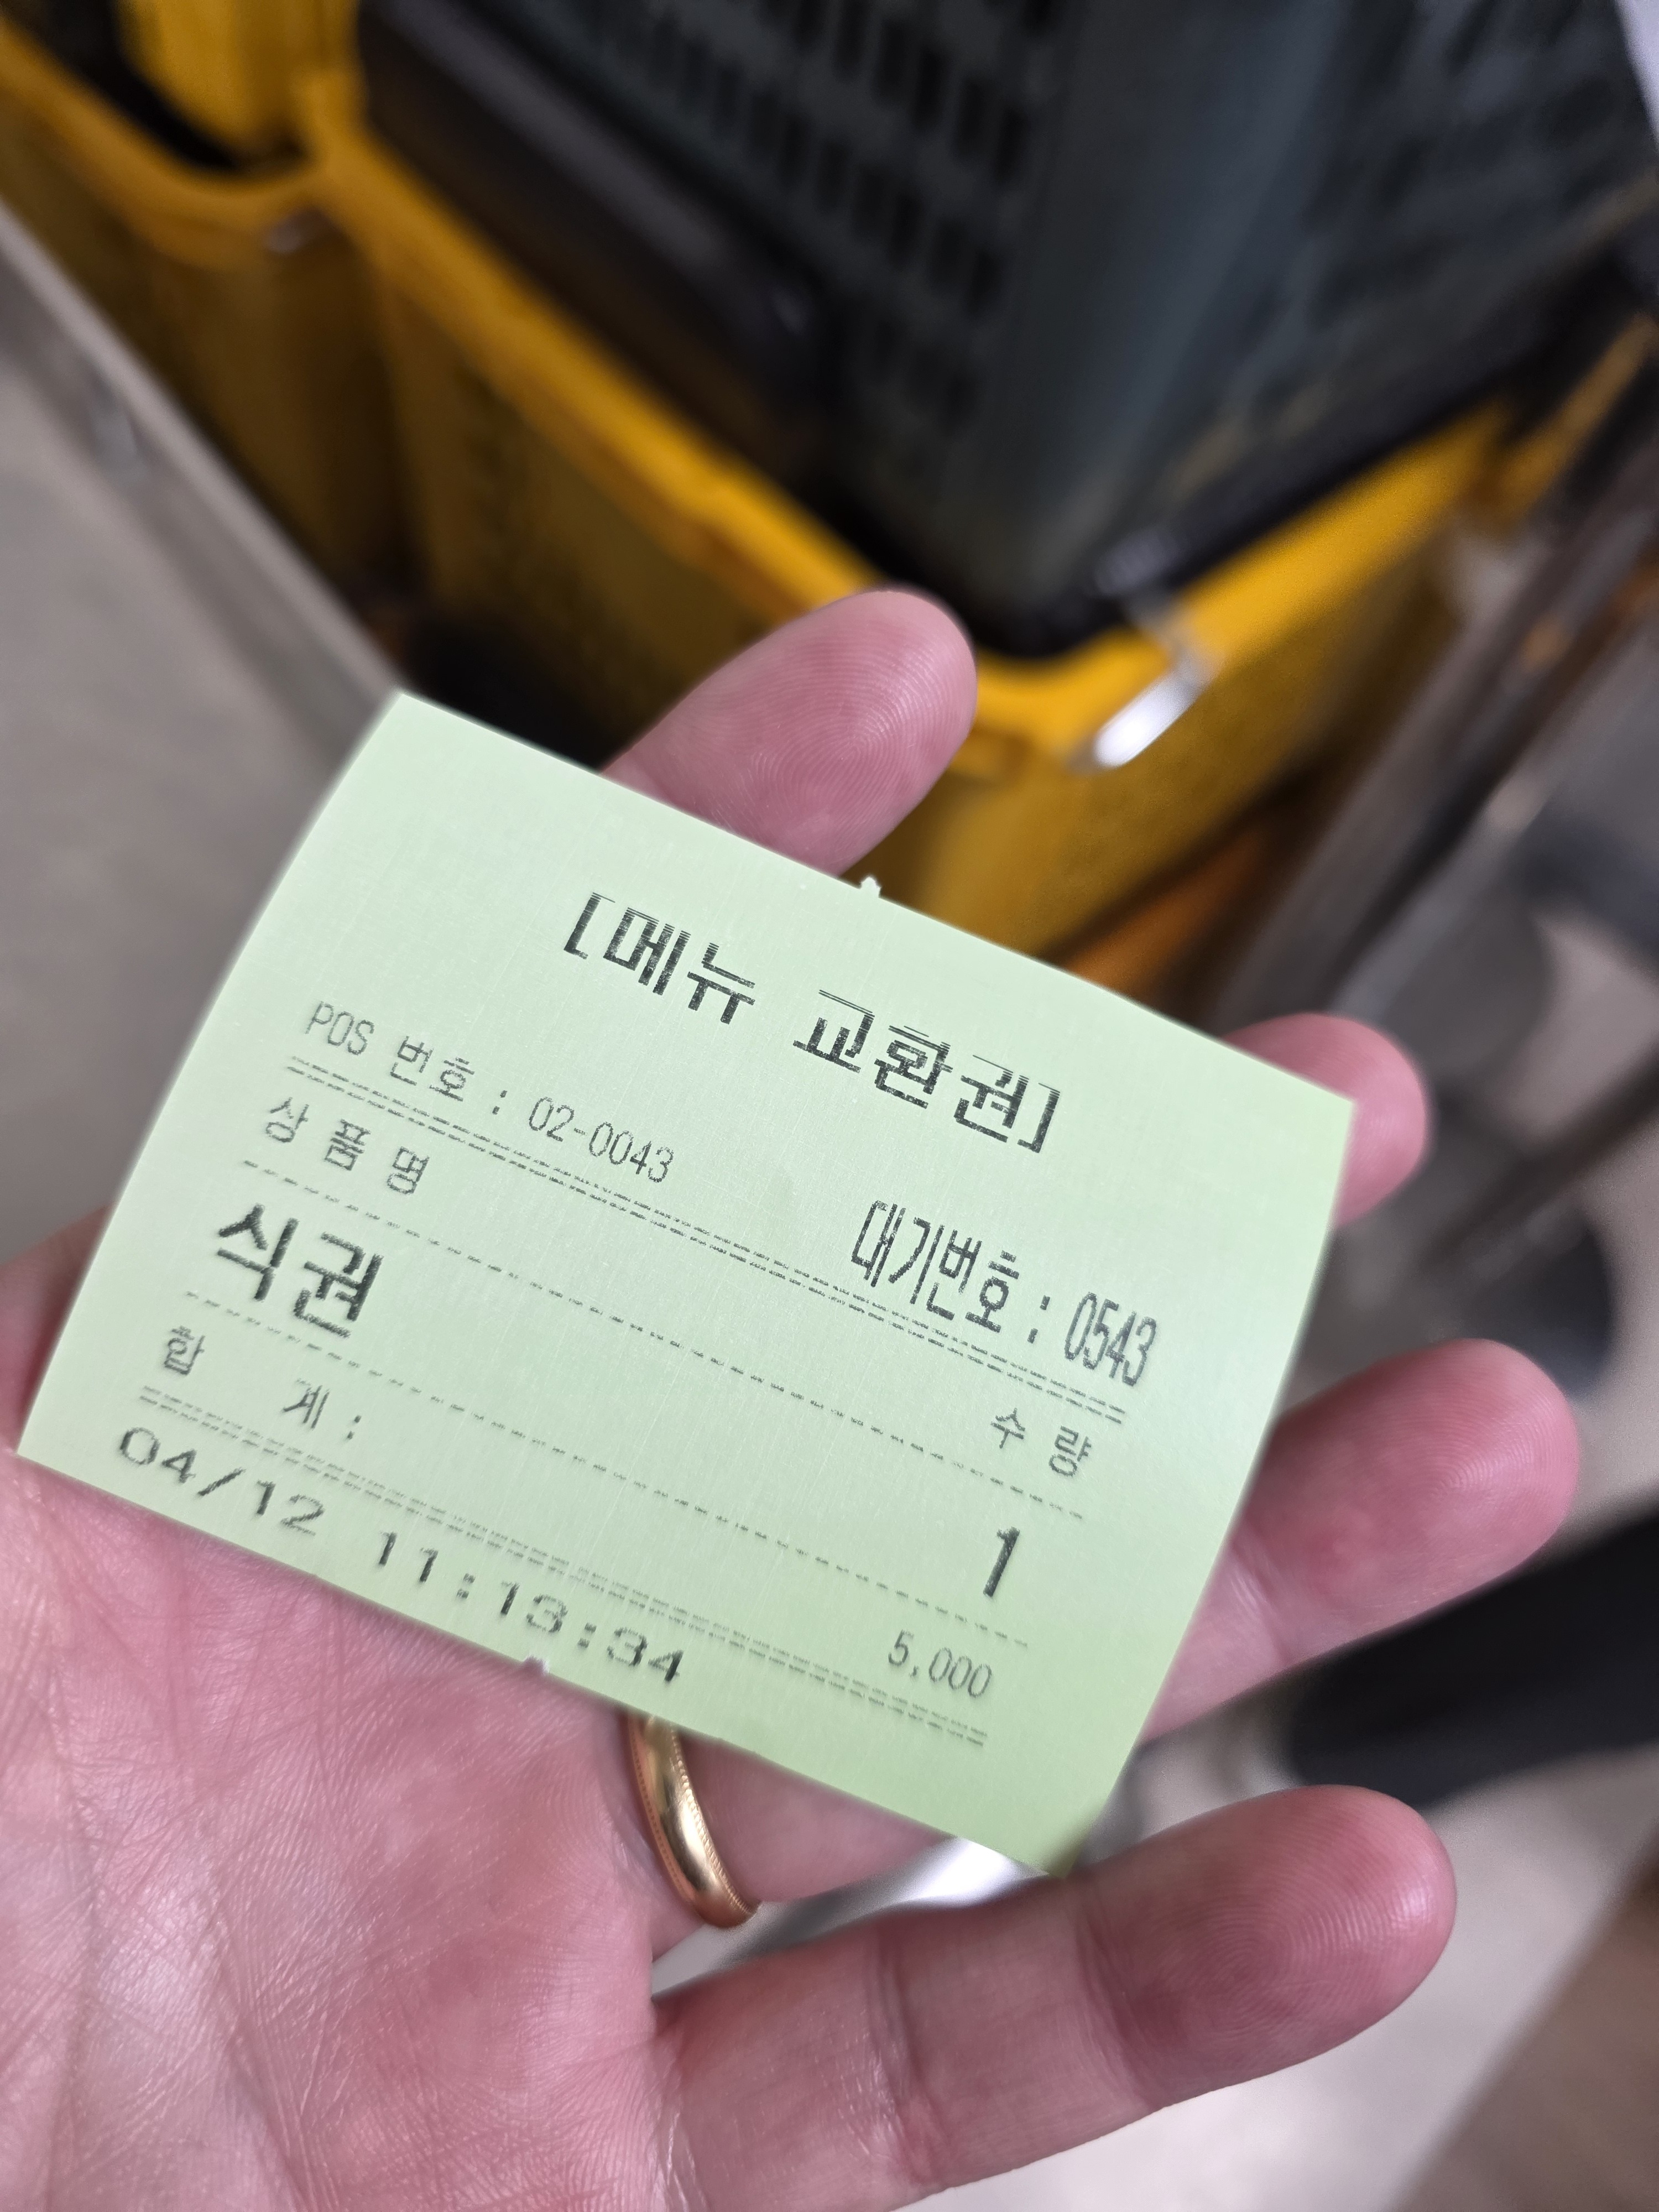 [메뉴 교환권]
POS 번호 : 02-0043 대기번호 : 0543
상 품 명 수 량
식권 1
합 계 : 5,000
04/12 11:13:34